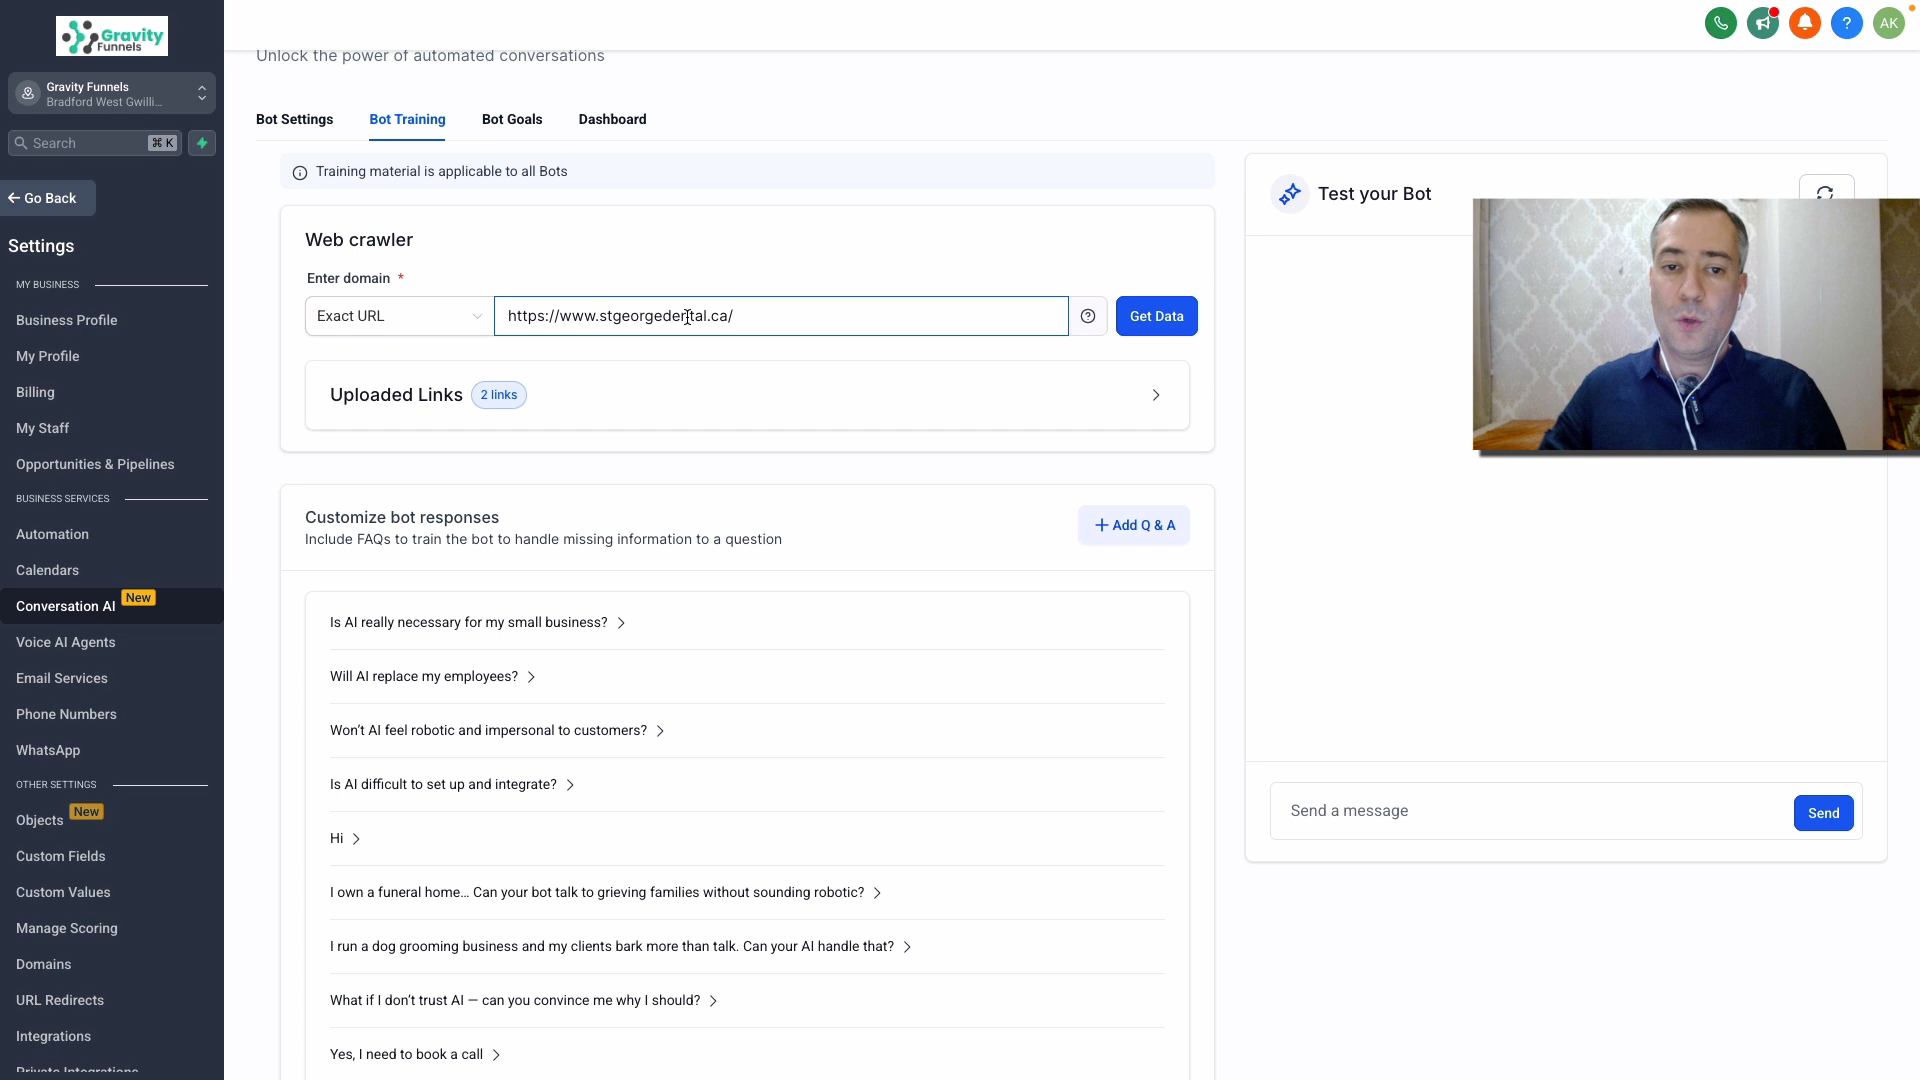 Gravity
Funnels
Gravity Funnels
Bradford West Gwilli...
Search
⌘ K
Go Back
Settings
MY BUSINESS
Business Profile
My Profile
Billing
My Staff
Opportunities & Pipelines
BUSINESS SERVICES
Automation
Calendars
Conversation AI New
Voice AI Agents
Email Services
Phone Numbers
WhatsApp
OTHER SETTINGS
Objects New
Custom Fields
Custom Values
Manage Scoring
Domains
URL Redirects
Integrations
Private Integrations
AK
Unlock the power of automated conversations
Bot Settings
Bot Training
Bot Goals
Dashboard
Training material is applicable to all Bots
Web crawler
Enter domain *
Exact URL
https://www.stgeorgedental.ca/
Get Data
Uploaded Links 2 links
Customize bot responses
Include FAQs to train the bot to handle missing information to a question
+ Add Q & A
Is AI really necessary for my small business?
Will AI replace my employees?
Won't AI feel robotic and impersonal to customers?
Is AI difficult to set up and integrate?
Hi
I own a funeral home... Can your bot talk to grieving families without sounding robotic?
I run a dog grooming business and my clients bark more than talk. Can your AI handle that?
What if I don't trust AI — can you convince me why I should?
Yes, I need to book a call
Test your Bot
Send a message
Send